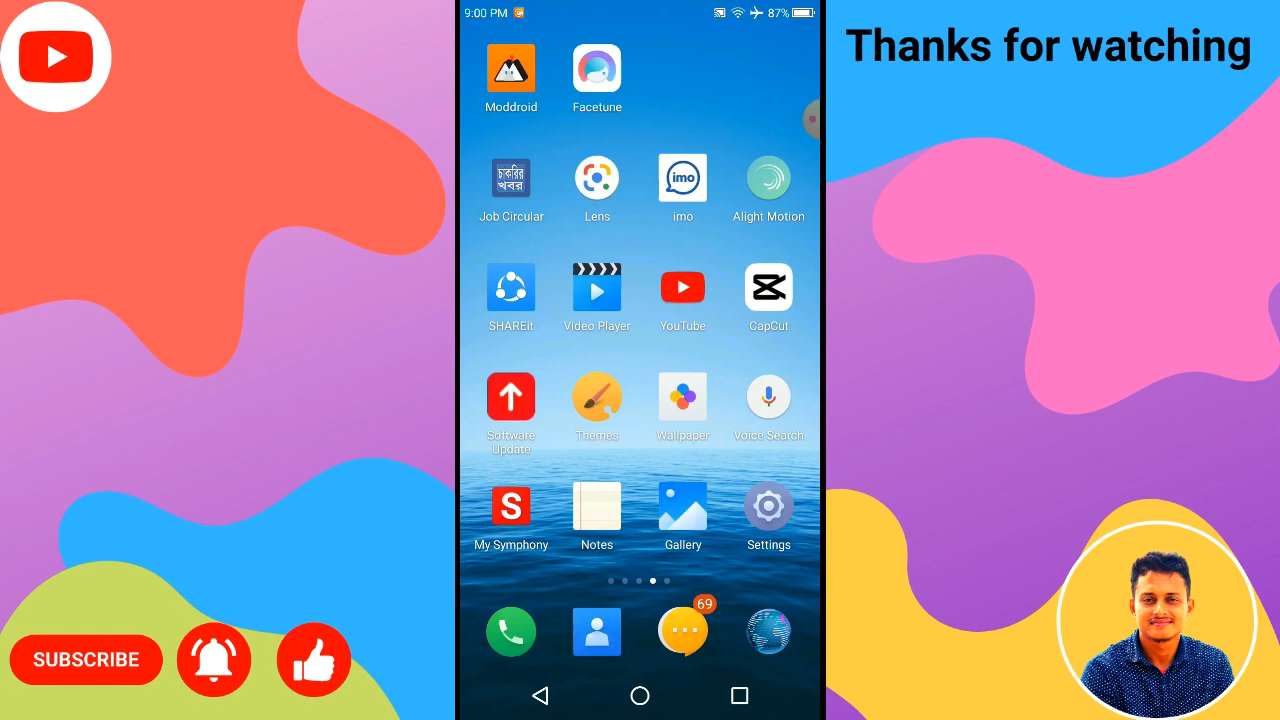 9:00 PM
87%
Thanks for watching
Moddroid
Facetune
চাকরির
খবর
imo
Job Circular
Lens
imo
Alight Motion
SHAREit
Video Player
YouTube
CapCut
Software
Update
Themes
Wallpaper
Voice Search
S
My Symphony
Notes
Gallery
Settings
69
SUBSCRIBE